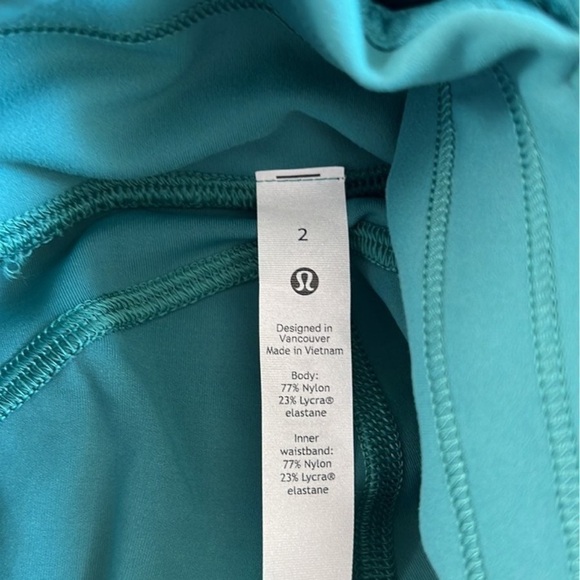 2
Designed in
Vancouver
Made in Vietnam
Body:
77% Nylon
23% Lycra®
elastane
Inner
waistband:
77% Nylon
23% Lycra®
elastane